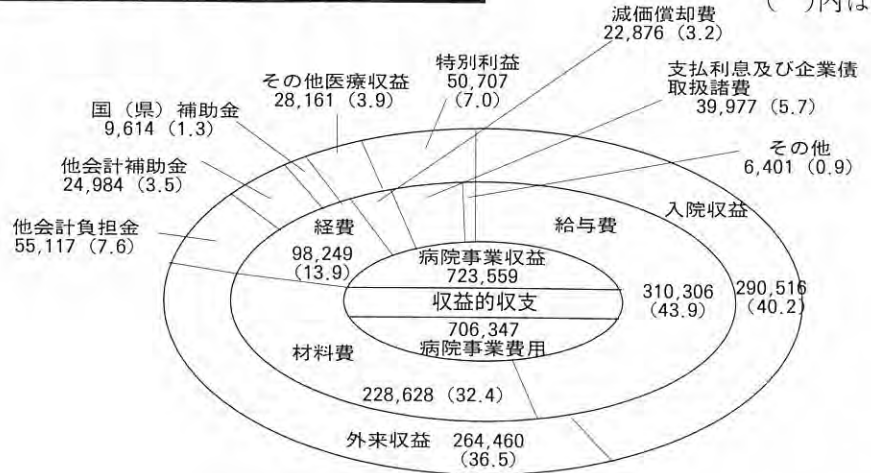 ( )内は
減価償却費
22,876 (3.2)
特別利益
50,707
(7.0)
その他医療収益
28,161 (3.9)
支払利息及び企業債
取扱諸費
39,977 (5.7)
国（県）補助金
9,614 (1.3)
その他
6,401 (0.9)
他会計補助金
24,984 (3.5)
入院収益
他会計負担金
55,117 (7.6)
経費
98,249
(13.9)
給与費
病院事業収益
723,559
310,306
(43.9)
290,516
(40.2)
収益的収支
706,347
病院事業費用
材料費
228,628 (32.4)
外来収益
264,460
(36.5)